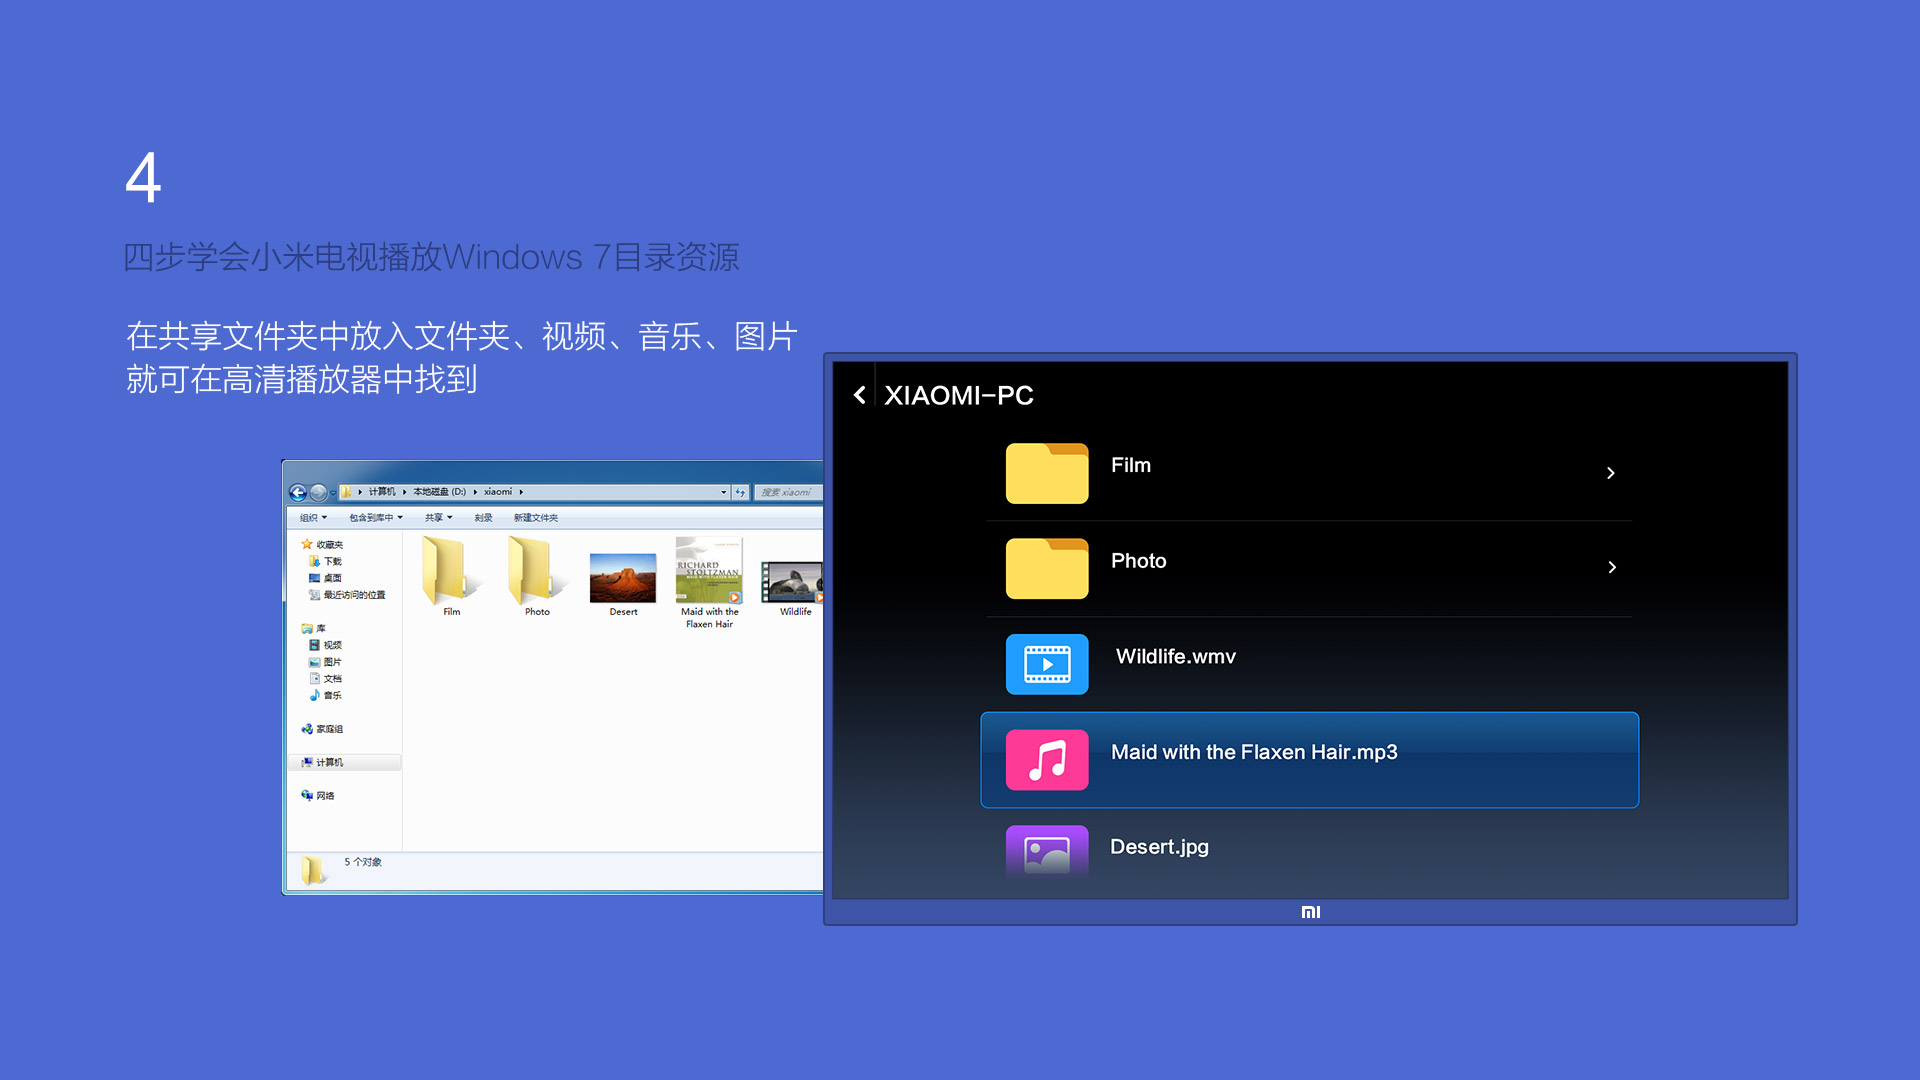 4
四步学会小米电视播放Windows 7目录资源
在共享文件夹中放入文件夹、视频、音乐、图片
就可在高清播放器中找到
计算机 本地磁盘 (D:) xiaomi
搜索 xiaomi
组织 包含到库中 共享 刻录 新建文件夹
收藏夹
下载
桌面
最近访问的位置
库
视频
图片
文档
音乐
家庭组
计算机
网络
RICHARD
STOLTZMAN
Film
Photo
Desert
Maid with the
Flaxen Hair
Wildlife
5 个对象
XIAOMI-PC
Film
Photo
Wildlife.wmv
Maid with the Flaxen Hair.mp3
Desert.jpg
MI